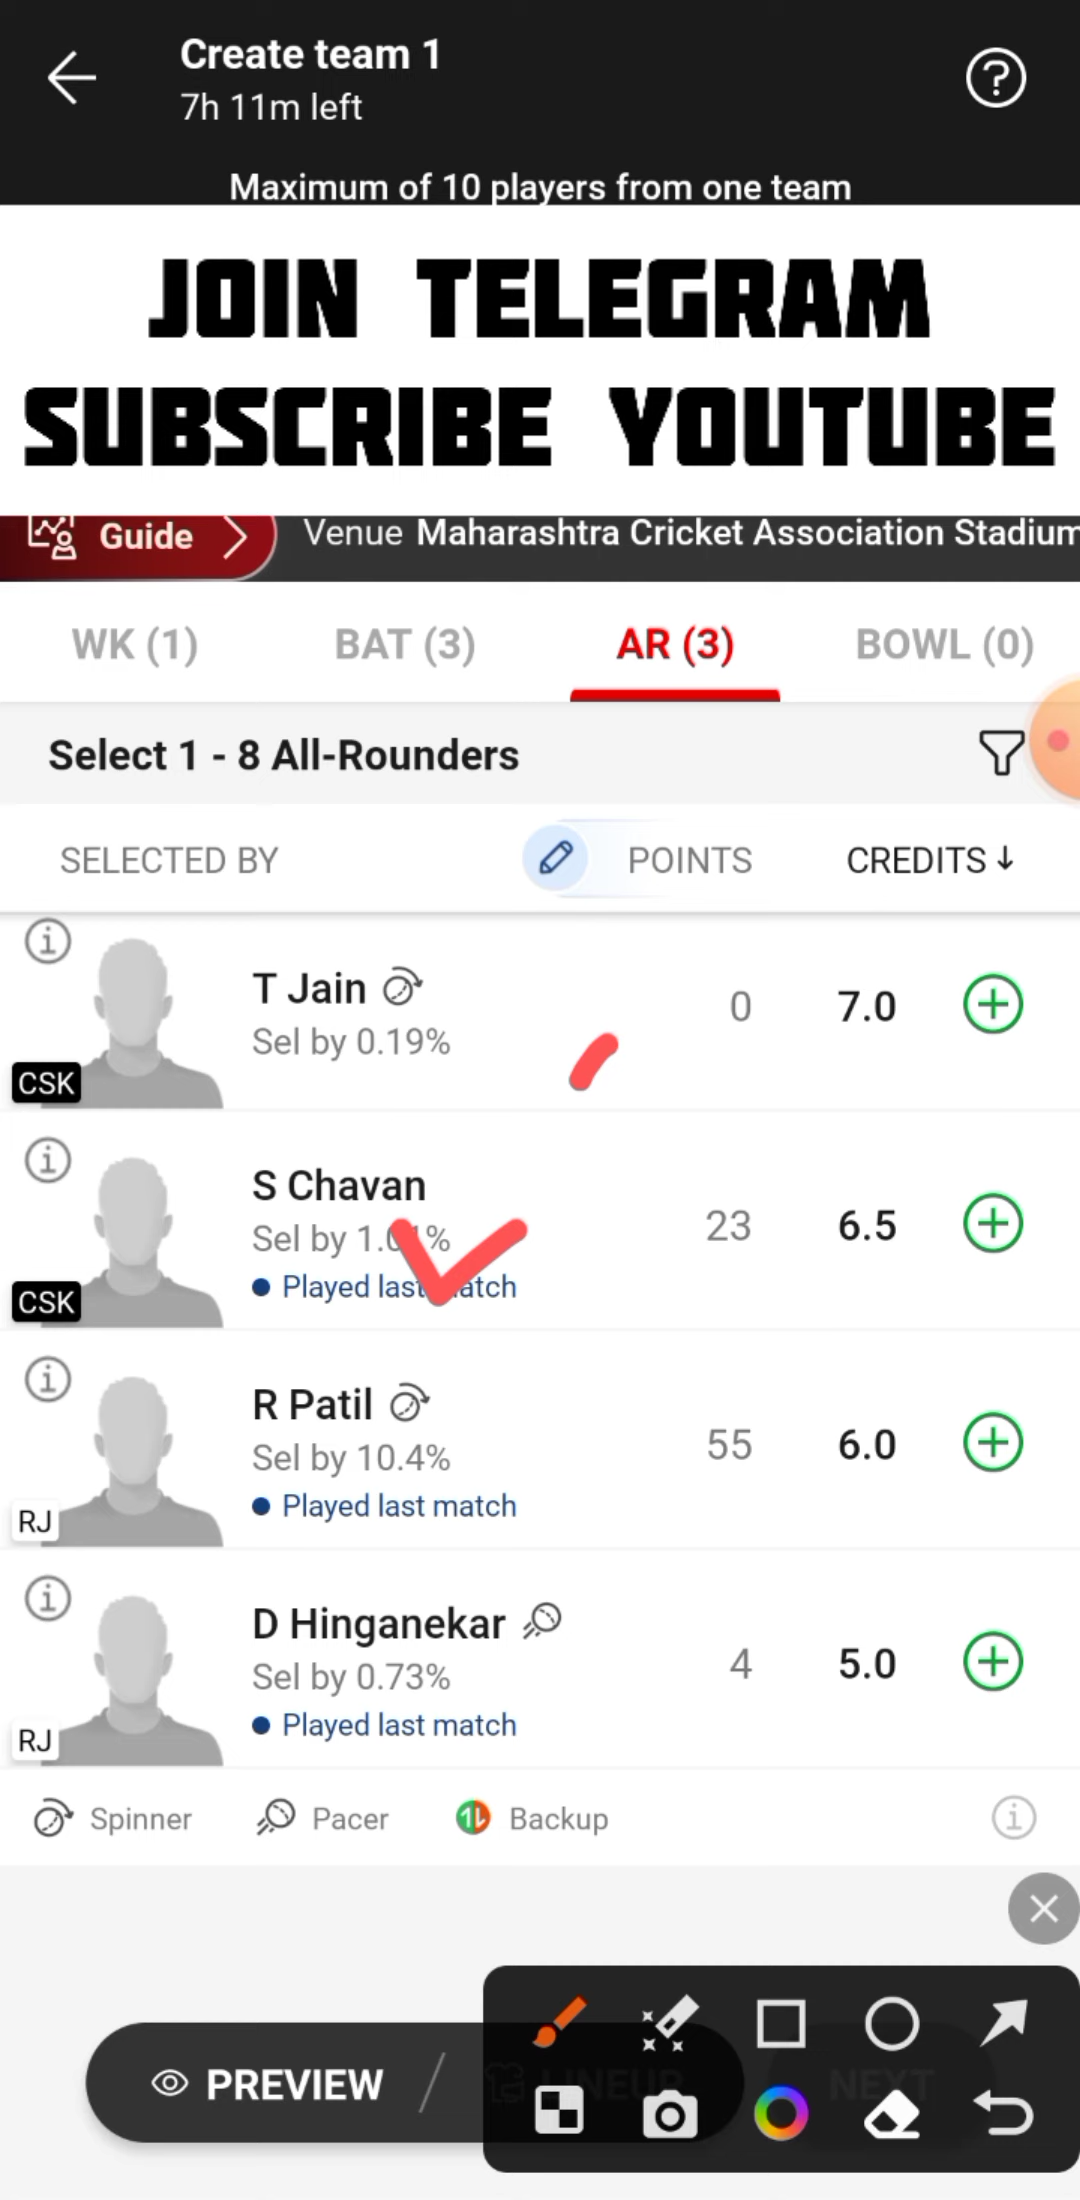 Create team 1
7h 11m left
Maximum of 10 players from one team
JOIN TELEGRAM
SUBSCRIBE YOUTUBE
Guide
Venue Maharashtra Cricket Association Stadium
WK (1) BAT (3) AR (3) BOWL (0)
Select 1 - 8 All-Rounders
SELECTED BY POINTS CREDITS ↓
T Jain
Sel by 0.19%
0 7.0
CSK
S Chavan
Sel by %
23 6.5
Played last match
CSK
R Patil
Sel by 10.4%
55 6.0
Played last match
RJ
D Hinganekar
Sel by 0.73%
4 5.0
Played last match
RJ
Spinner Pacer Backup
PREVIEW / LINEUP NEXT